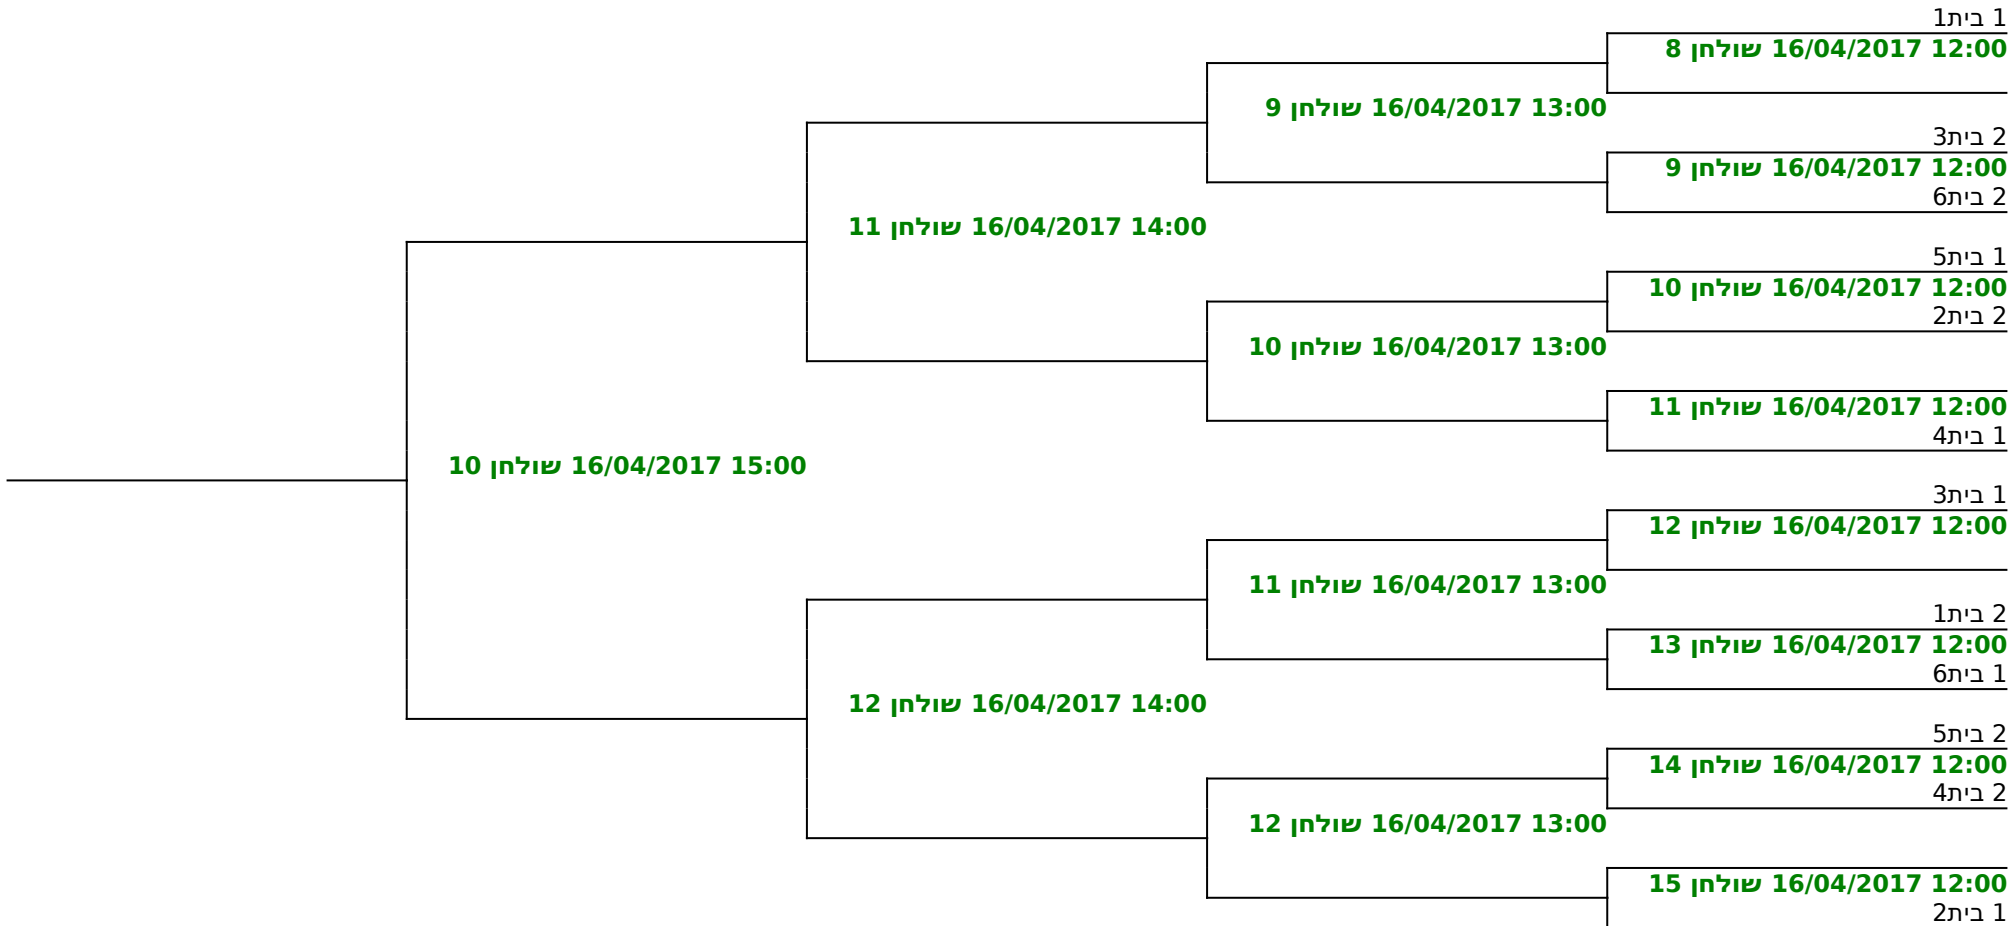 1 בית1
16/04/2017 12:00 שולחן 8
16/04/2017 13:00 שולחן 9
2 בית3
16/04/2017 12:00 שולחן 9
2 בית6
16/04/2017 14:00 שולחן 11
1 בית5
16/04/2017 12:00 שולחן 10
2 בית2
16/04/2017 13:00 שולחן 10
16/04/2017 12:00 שולחן 11
1 בית4
16/04/2017 15:00 שולחן 10
1 בית3
16/04/2017 12:00 שולחן 12
16/04/2017 13:00 שולחן 11
2 בית1
16/04/2017 12:00 שולחן 13
1 בית6
16/04/2017 14:00 שולחן 12
2 בית5
16/04/2017 12:00 שולחן 14
2 בית4
16/04/2017 13:00 שולחן 12
16/04/2017 12:00 שולחן 15
1 בית2